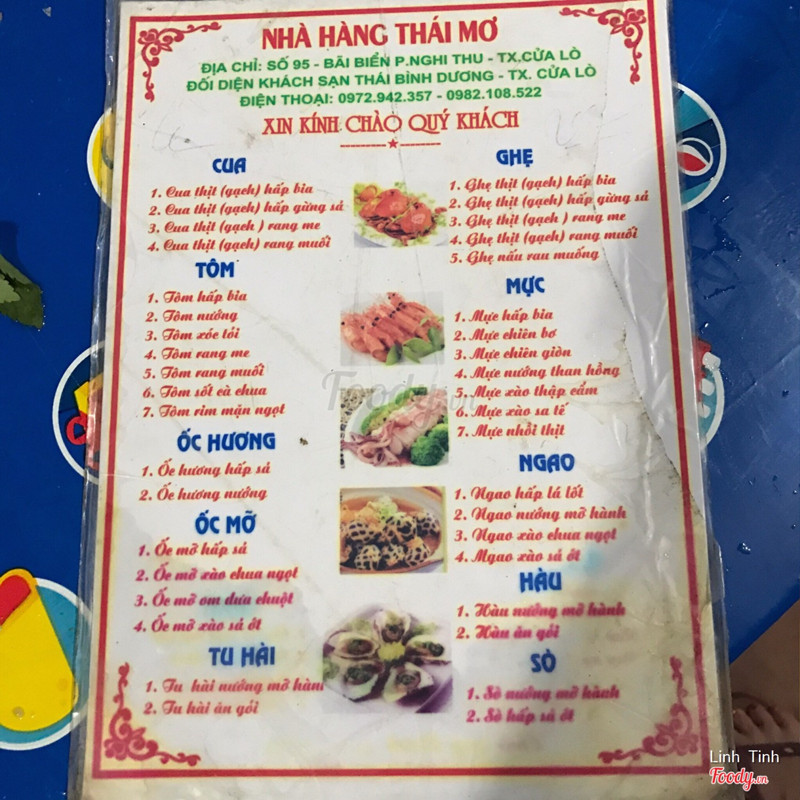 NHÀ HÀNG THÁI MƠ
ĐỊA CHỈ: SỐ 95 - BÃI BIỂN P.NGHI THU - TX.CỬA LÒ
ĐỐI DIỆN KHÁCH SẠN THÁI BÌNH DƯƠNG - TX. CỬA LÒ
ĐIỆN THOẠI: 0972.942.357 - 0982.108.522
XIN KÍNH CHÀO QUÝ KHÁCH
CUA
1. Cua thịt (gạch) hấp bia
2. Cua thịt (gạch) hấp gừng sả
3. Cua thịt (gạch ) rang me
4. Cua thịt (gạch) rang muối
TÔM
1. Tôm hấp bia
2. Tôm nướng
3. Tôm xóc tỏi
4. Tôm rang me
5. Tôm rang muối
6. Tôm sốt cà chua
7. Tôm rim mặn ngọt
ỐC HƯƠNG
1. Ốc hương hấp sả
2. Ốc hương nướng
ỐC MỠ
1. Ốc mỡ hấp sả
2. Ốc mỡ xào chua ngọt
3. Ốc mỡ om dưa chuột
4. Ốc mỡ xào sả ớt
TU HÀI
1. Tu hài nướng mỡ hàn
2. Tu hài ăn gỏi
GHẸ
1. Ghẹ thịt (gạch) hấp bia
2. Ghẹ thịt (gạch) hấp gừng sả
3. Ghẹ thịt (gạch ) rang me
4. Ghẹ thịt (gạch) rang muối
5. Ghẹ nấu rau muống
MỰC
1. Mực hấp bia
2. Mực chiên bơ
3. Mực chiên giòn
4. Mực nướng than hồng
5. Mực xào thập cẩm
6. Mực xào sa tế
7. Mực nhồi thịt
NGAO
1. Ngao hấp lá lốt
2. Ngao nướng mỡ hành
3. Ngao xào chua ngọt
4. Ngao xào sả ớt
HÀU
1. Hàu nướng mỡ hành
2. Hàu ăn gỏi
SÒ
1. Sò nướng mỡ hành
2. Sò hấp sả ớt
Foody.vn
Linh Tinh
Foody.vn